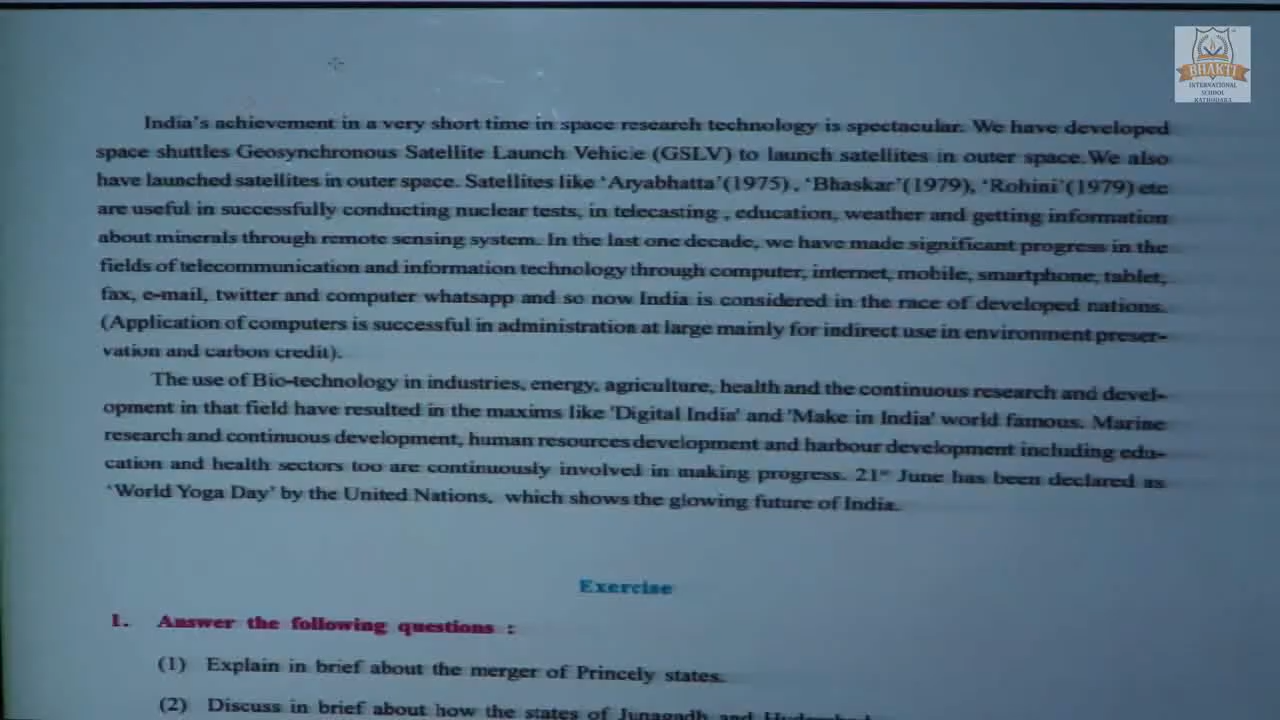 BHAKTI
INTERNATIONAL
SCHOOL
KATHODARA
India's achievement in a very short time in space research technology is spectacular. We have developed
space shuttles Geosynchronous Satellite Launch Vehicle (GSLV) to launch satellites in outer space. We also
have launched satellites in outer space. Satellites like 'Aryabhatta'(1975), 'Bhaskar'(1979), 'Rohini'(1979) etc
are useful in successfully conducting nuclear tests, in telecasting , education, weather and getting information
about minerals through remote sensing system. In the last one decade, we have made significant progress in the
fields of telecommunication and information technology through computer, internet, mobile, smartphone, tablet,
fax, e-mail, twitter and computer whatsapp and so now India is considered in the race of developed nations.
(Application of computers is successful in administration at large mainly for indirect use in environment preser-
vation and carbon credit).
The use of Bio-technology in industries, energy, agriculture, health and the continuous research and devel-
opment in that field have resulted in the maxims like 'Digital India' and 'Make in India' world famous. Marine
research and continuous development, human resources development and harbour development including edu-
cation and health sectors too are continuously involved in making progress. 21st June has been declared as
'World Yoga Day' by the United Nations, which shows the glowing future of India.
Exercise
1. Answer the following questions :
(1) Explain in brief about the merger of Princely states.
(2) Discuss in brief about how the states of Junagadh and